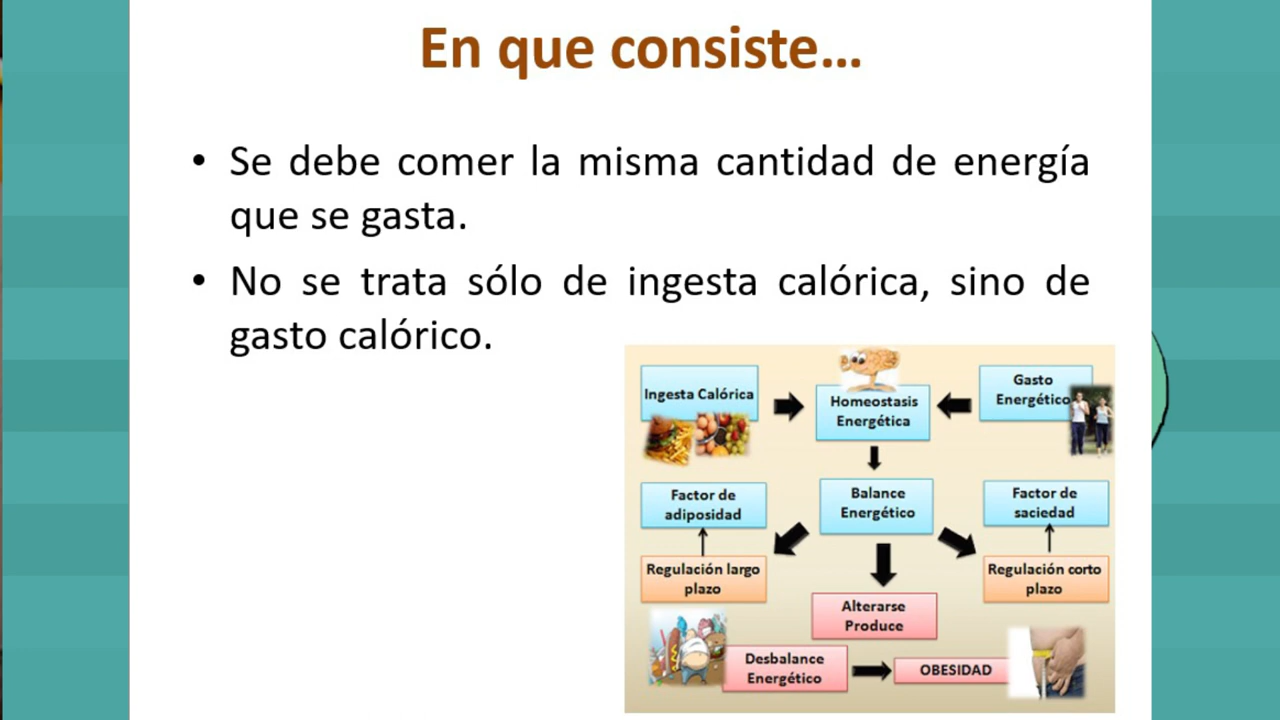 En que consiste...
• Se debe comer la misma cantidad de energía
que se gasta.
• No se trata sólo de ingesta calórica, sino de
gasto calórico.
Ingesta Calórica
Homeostasis
Energética
Gasto
Energético
Factor de
adiposidad
Balance
Energético
Factor de
saciedad
Regulación largo
plazo
Regulación corto
plazo
Alterarse
Produce
Desbalance
Energético
OBESIDAD